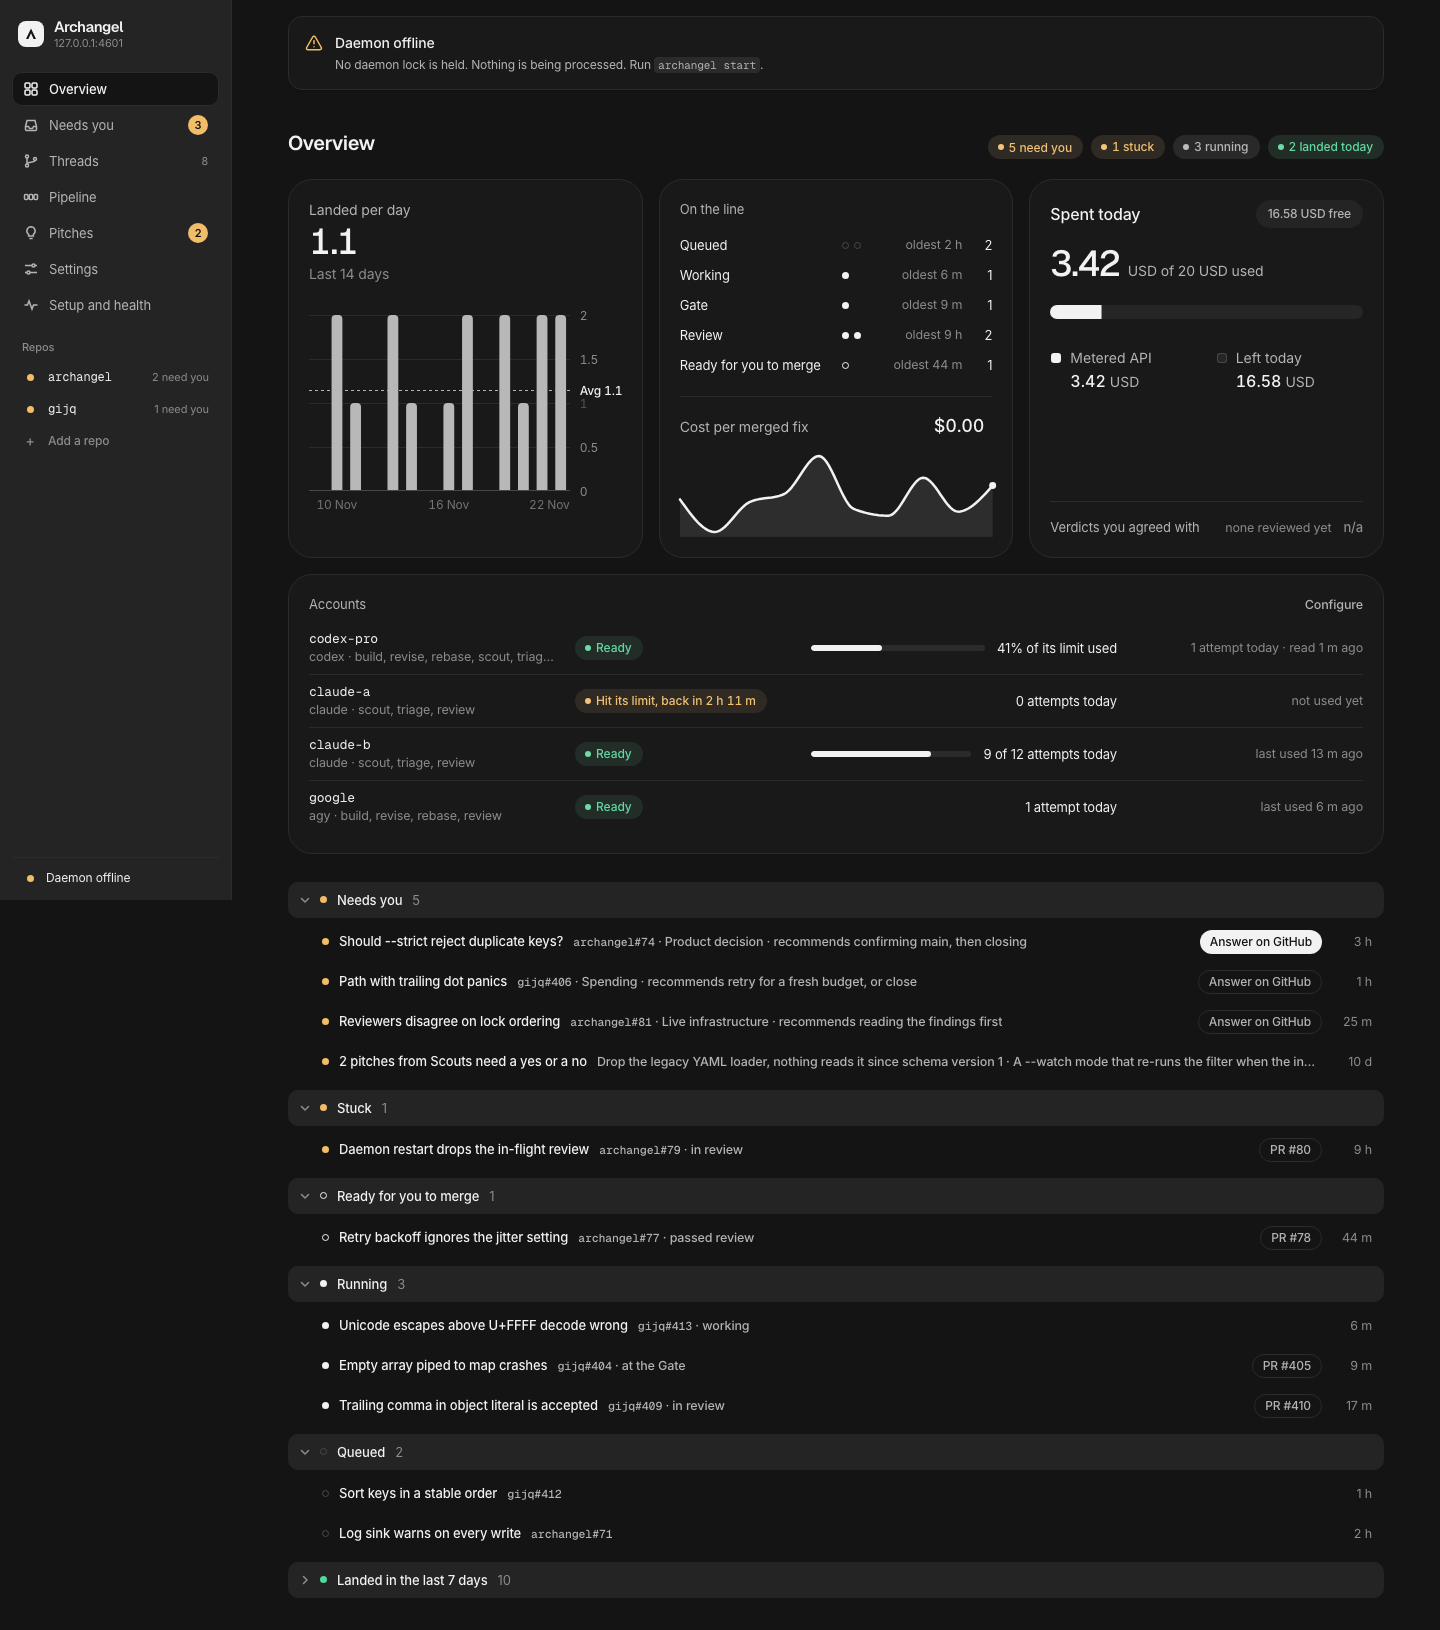 Archangel
127.0.0.1:4601
Overview
Needs you 3
Threads 8
Pipeline
Pitches 2
Settings
Setup and health
Repos
archangel 2 need you
gijq 1 need you
+ Add a repo
Daemon offline
Daemon offline
No daemon lock is held. Nothing is being processed. Run archangel start.
Overview
5 need you
1 stuck
3 running
2 landed today
Landed per day
1.1
Last 14 days
2
1.5
Avg 1.1
1
0.5
0
10 Nov 16 Nov 22 Nov
On the line
Queued oldest 2 h 2
Working oldest 6 m 1
Gate oldest 9 m 1
Review oldest 9 h 2
Ready for you to merge oldest 44 m 1
Cost per merged fix $0.00
Spent today 16.58 USD free
3.42 USD of 20 USD used
Metered API Left today
3.42 USD 16.58 USD
Verdicts you agreed with none reviewed yet n/a
Accounts Configure
codex-pro
codex · build, revise, rebase, scout, triag...
Ready 41% of its limit used 1 attempt today · read 1 m ago
claude-a
claude · scout, triage, review
Hit its limit, back in 2 h 11 m 0 attempts today not used yet
claude-b
claude · scout, triage, review
Ready 9 of 12 attempts today last used 13 m ago
google
agy · build, revise, rebase, review
Ready 1 attempt today last used 6 m ago
Needs you 5
Should --strict reject duplicate keys? archangel#74 · Product decision · recommends confirming main, then closing Answer on GitHub 3 h
Path with trailing dot panics gijq#406 · Spending · recommends retry for a fresh budget, or close Answer on GitHub 1 h
Reviewers disagree on lock ordering archangel#81 · Live infrastructure · recommends reading the findings first Answer on GitHub 25 m
2 pitches from Scouts need a yes or a no Drop the legacy YAML loader, nothing reads it since schema version 1 · A --watch mode that re-runs the filter when the in... 10 d
Stuck 1
Daemon restart drops the in-flight review archangel#79 · in review PR #80 9 h
Ready for you to merge 1
Retry backoff ignores the jitter setting archangel#77 · passed review PR #78 44 m
Running 3
Unicode escapes above U+FFFF decode wrong gijq#413 · working 6 m
Empty array piped to map crashes gijq#404 · at the Gate PR #405 9 m
Trailing comma in object literal is accepted gijq#409 · in review PR #410 17 m
Queued 2
Sort keys in a stable order gijq#412 1 h
Log sink warns on every write archangel#71 2 h
Landed in the last 7 days 10